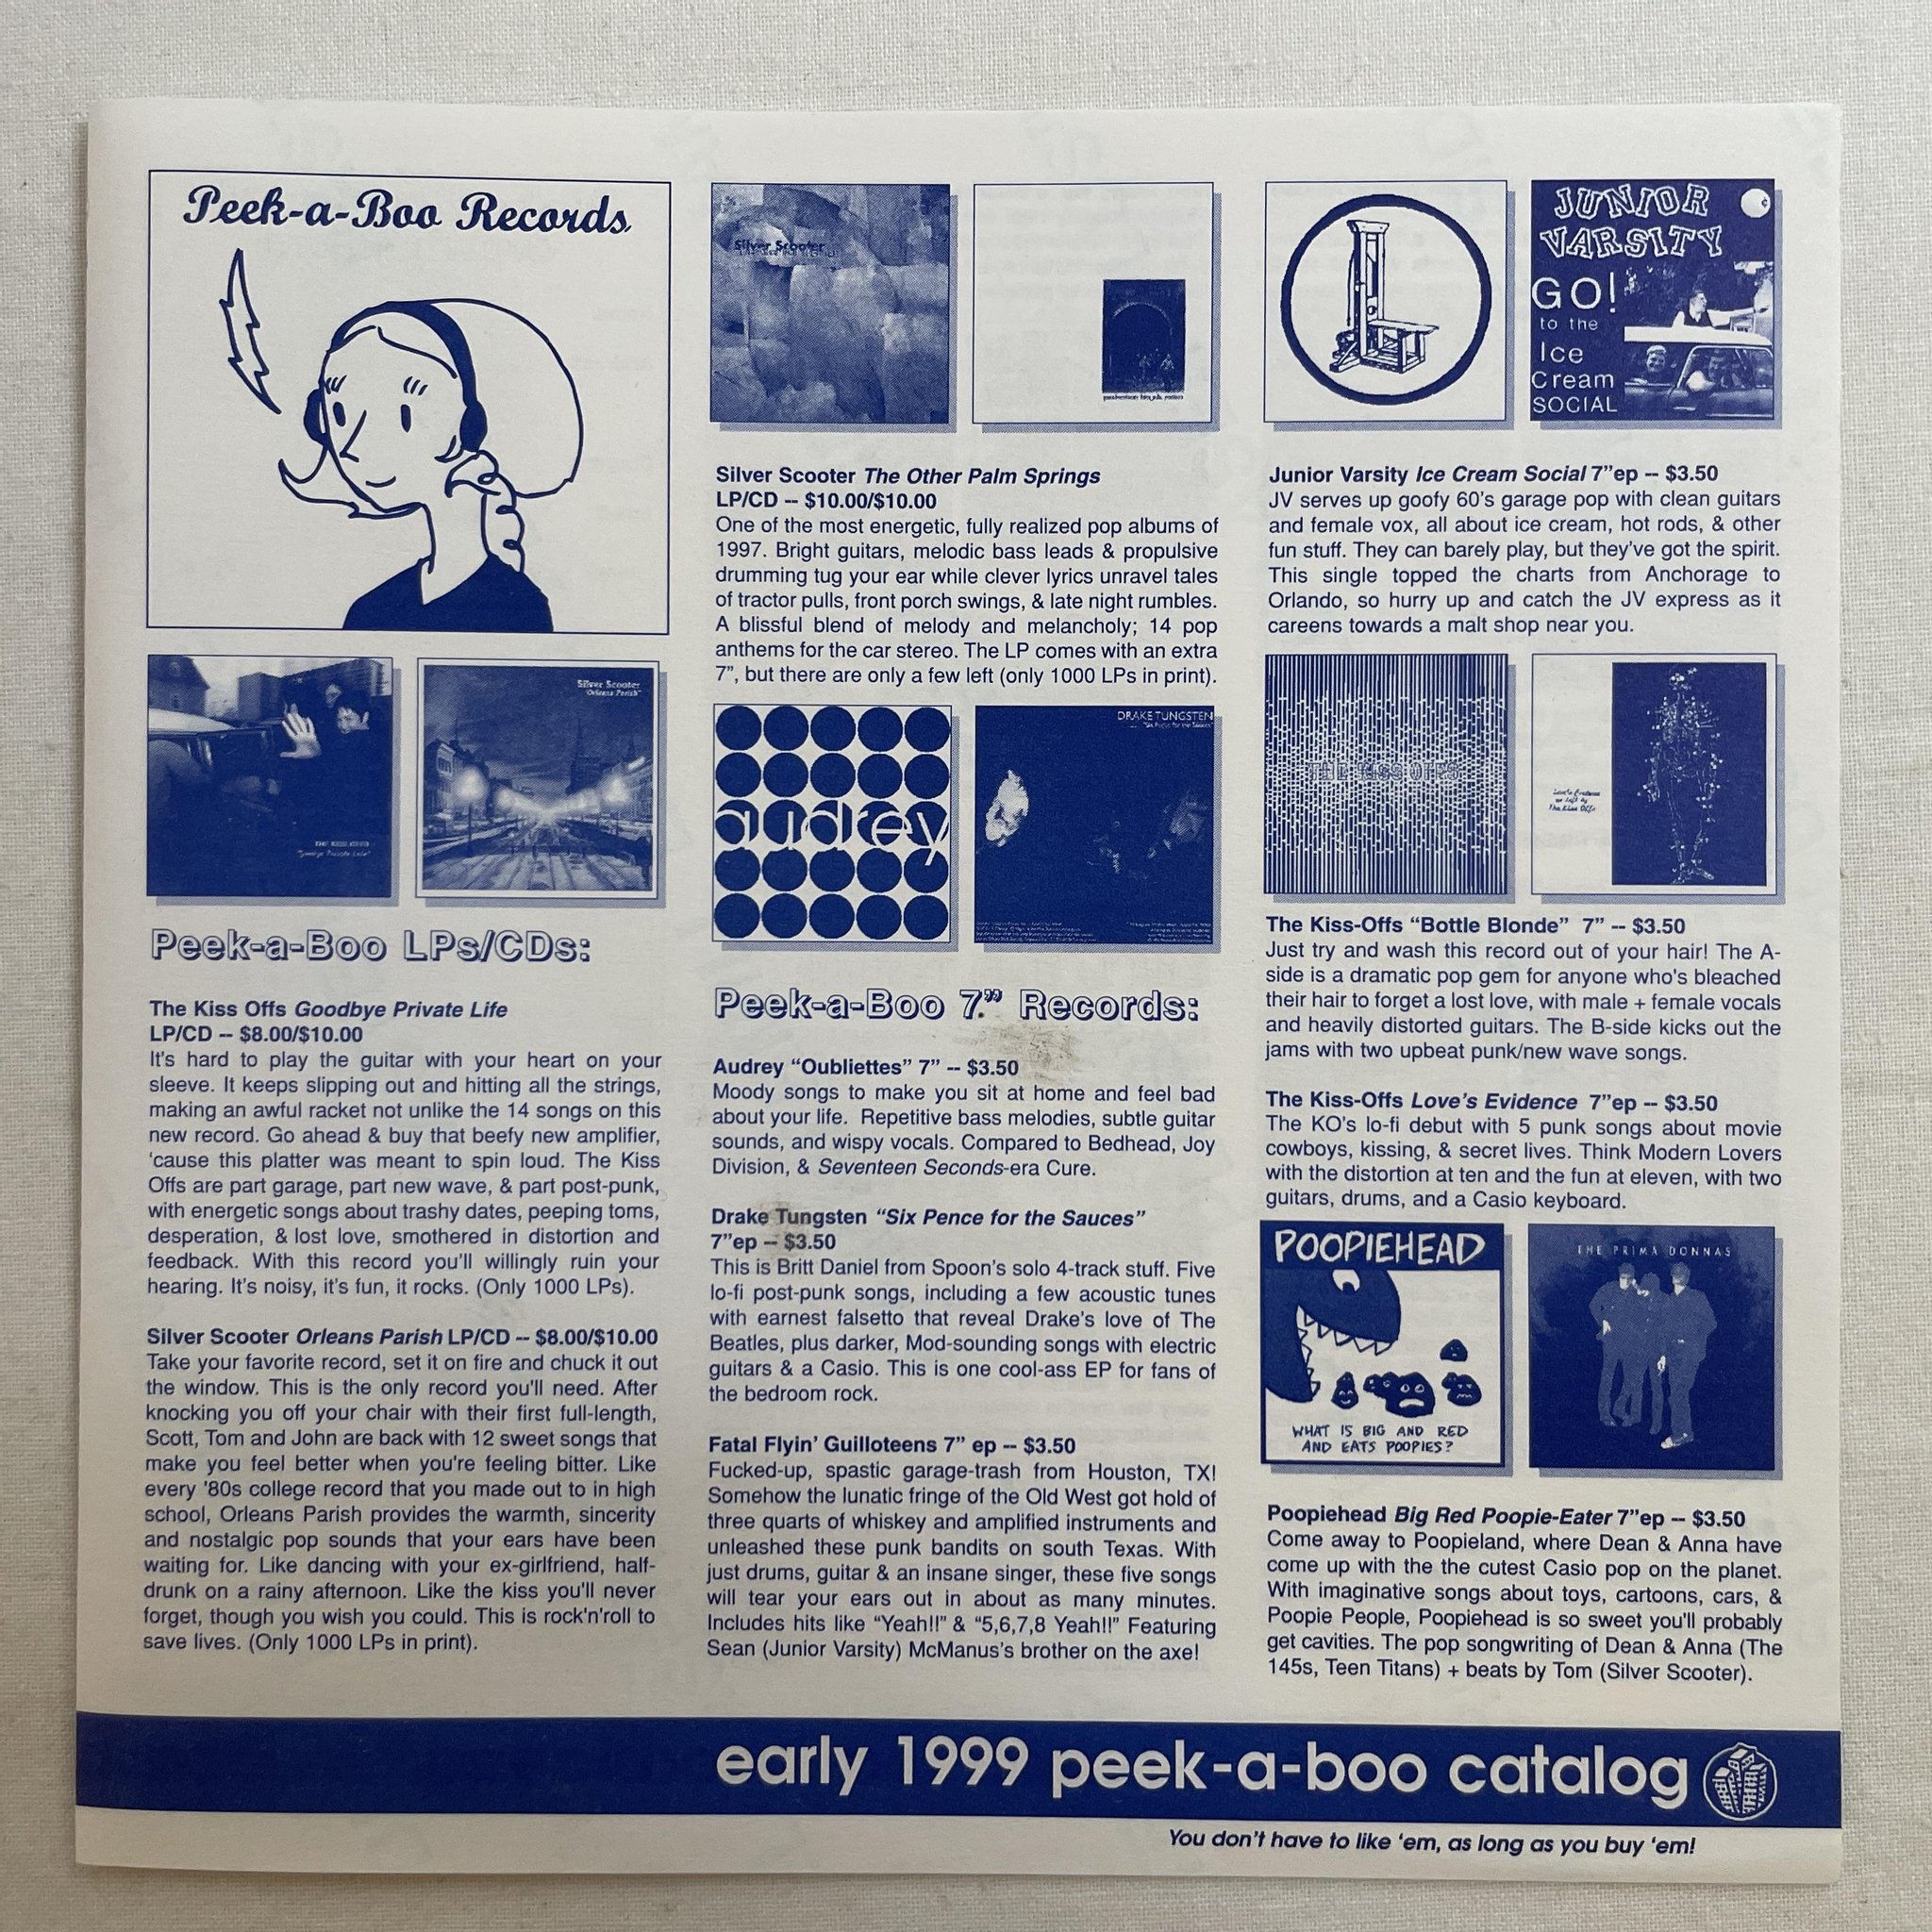 Peek-a-Boo Records
Silver Scooter
"Orleans Parish"
"Goodbye Private Life"
Peek-a-Boo LPs/CDs:
The Kiss Offs Goodbye Private Life
LP/CD -- $8.00/$10.00
It's hard to play the guitar with your heart on your
sleeve. It keeps slipping out and hitting all the strings,
making an awful racket not unlike the 14 songs on this
new record. Go ahead & buy that beefy new amplifier,
‘cause this platter was meant to spin loud. The Kiss
Offs are part garage, part new wave, & part post-punk,
with energetic songs about trashy dates, peeping toms,
desperation, & lost love, smothered in distortion and
feedback. With this record you'll willingly ruin your
hearing. It's noisy, it's fun, it rocks. (Only 1000 LPs).
Silver Scooter Orleans Parish LP/CD -- $8.00/$10.00
Take your favorite record, set it on fire and chuck it out
the window. This is the only record you'll need. After
knocking you off your chair with their first full-length,
Scott, Tom and John are back with 12 sweet songs that
make you feel better when you're feeling bitter. Like
every '80s college record that you made out to in high
school, Orleans Parish provides the warmth, sincerity
and nostalgic pop sounds that your ears have been
waiting for. Like dancing with your ex-girlfriend, half-
drunk on a rainy afternoon. Like the kiss you'll never
forget, though you wish you could. This is rock'n'roll to
save lives. (Only 1000 LPs in print).
Silver Scooter
Silver Scooter The Other Palm Springs
LP/CD -- $10.00/$10.00
One of the most energetic, fully realized pop albums of
1997. Bright guitars, melodic bass leads & propulsive
drumming tug your ear while clever lyrics unravel tales
of tractor pulls, front porch swings, & late night rumbles.
A blissful blend of melody and melancholy; 14 pop
anthems for the car stereo. The LP comes with an extra
7”, but there are only a few left (only 1000 LPs in print).
audrey
DRAKE TUNGSTEN
"Six Pence for the Sauces"
Peek-a-Boo 7” Records:
Audrey “Oubliettes” 7” -- $3.50
Moody songs to make you sit at home and feel bad
about your life. Repetitive bass melodies, subtle guitar
sounds, and wispy vocals. Compared to Bedhead, Joy
Division, & Seventeen Seconds-era Cure.
Drake Tungsten “Six Pence for the Sauces”
7”ep -- $3.50
This is Britt Daniel from Spoon's solo 4-track stuff. Five
lo-fi post-punk songs, including a few acoustic tunes
with earnest falsetto that reveal Drake's love of The
Beatles, plus darker, Mod-sounding songs with electric
guitars & a Casio. This is one cool-ass EP for fans of
the bedroom rock.
Fatal Flyin’ Guilloteens 7” ep -- $3.50
Fucked-up, spastic garage-trash from Houston, TX!
Somehow the lunatic fringe of the Old West got hold of
three quarts of whiskey and amplified instruments and
unleashed these punk bandits on south Texas. With
just drums, guitar & an insane singer, these five songs
will tear your ears out in about as many minutes.
Includes hits like “Yeah!!” & “5,6,7,8 Yeah!!” Featuring
Sean (Junior Varsity) McManus's brother on the axe!
JUNIOR
VARSITY
GO!
to the
Ice
Cream
SOCIAL
Junior Varsity Ice Cream Social 7”ep -- $3.50
JV serves up goofy 60's garage pop with clean guitars
and female vox, all about ice cream, hot rods, & other
fun stuff. They can barely play, but they've got the spirit.
This single topped the charts from Anchorage to
Orlando, so hurry up and catch the JV express as it
careens towards a malt shop near you.
THE KISS OFFS
The Kiss Offs
The Kiss-Offs “Bottle Blonde” 7” -- $3.50
Just try and wash this record out of your hair! The A-
side is a dramatic pop gem for anyone who's bleached
their hair to forget a lost love, with male + female vocals
and heavily distorted guitars. The B-side kicks out the
jams with two upbeat punk/new wave songs.
The Kiss-Offs Love's Evidence 7”ep -- $3.50
The KO's lo-fi debut with 5 punk songs about movie
cowboys, kissing, & secret lives. Think Modern Lovers
with the distortion at ten and the fun at eleven, with two
guitars, drums, and a Casio keyboard.
POOPIEHEAD
WHAT IS BIG AND RED
AND EATS POOPIES?
THE PRIMA DONNAS
Poopiehead Big Red Poopie-Eater 7”ep -- $3.50
Come away to Poopieland, where Dean & Anna have
come up with the the cutest Casio pop on the planet.
With imaginative songs about toys, cartoons, cars, &
Poopie People, Poopiehead is so sweet you'll probably
get cavities. The pop songwriting of Dean & Anna (The
145s, Teen Titans) + beats by Tom (Silver Scooter).
early 1999 peek-a-boo catalog
You don't have to like ‘em, as long as you buy ‘em!